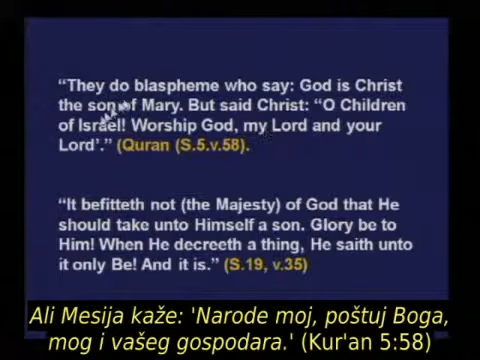 “They do blaspheme who say: God is Christ
the son of Mary. But said Christ: “O Children
of Israel! Worship God, my Lord and your
Lord’.” (Quran (S.5.v.58).
“It befitteth not (the Majesty) of God that He
should take unto Himself a son. Glory be to
Him! When He decreeth a thing, He saith unto
it only Be! And it is.” (S.19, v.35)
Ali Mesija kaže: 'Narode moj, poštuj Boga,
mog i vašeg gospodara.' (Kur'an 5:58)